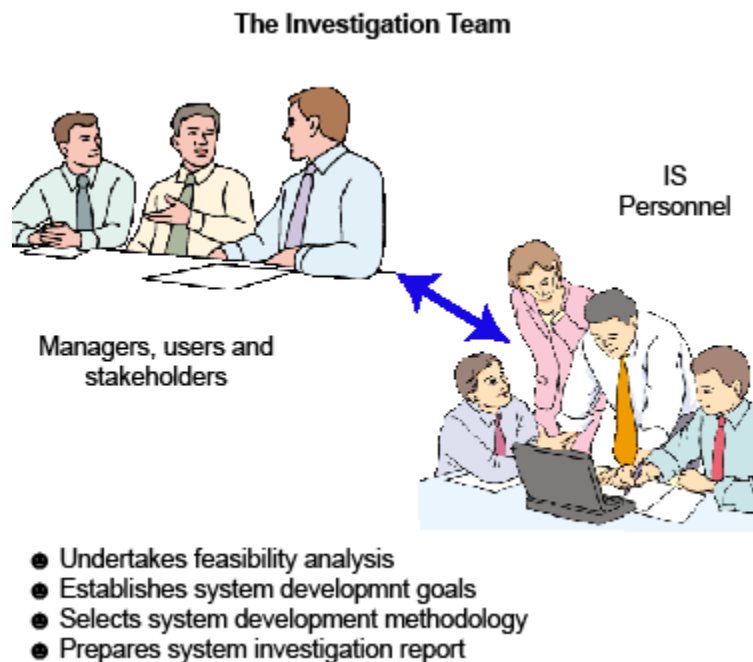 The Investigation Team
IS
Personnel
Managers, users and
stakeholders
Undertakes feasibility analysis
Establishes system developmnt goals
Selects system development methodology
Prepares system investigation report